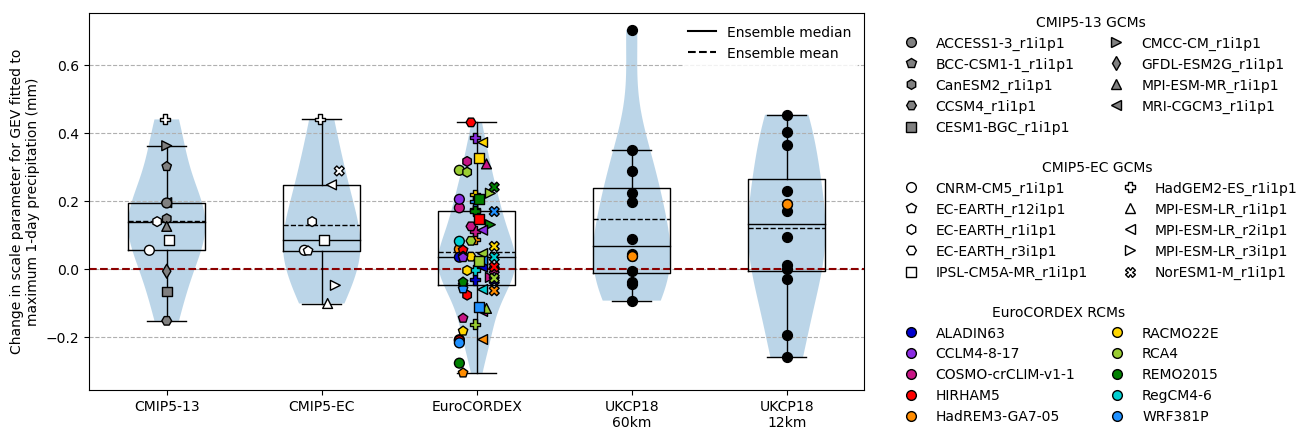 Change in scale parameter for GEV fitted to
maximum 1-day precipitation (mm)
0.6
0.4
0.2
0.0
−0.2
Ensemble median
Ensemble mean
CMIP5-13
CMIP5-EC
EuroCORDEX
UKCP18
60km
UKCP18
12km
CMIP5-13 GCMs
ACCESS1-3_r1i1p1
BCC-CSM1-1_r1i1p1
CanESM2_r1i1p1
CCSM4_r1i1p1
CESM1-BGC_r1i1p1
CMCC-CM_r1i1p1
GFDL-ESM2G_r1i1p1
MPI-ESM-MR_r1i1p1
MRI-CGCM3_r1i1p1
CMIP5-EC GCMs
CNRM-CM5_r1i1p1
EC-EARTH_r12i1p1
EC-EARTH_r1i1p1
EC-EARTH_r3i1p1
IPSL-CM5A-MR_r1i1p1
HadGEM2-ES_r1i1p1
MPI-ESM-LR_r1i1p1
MPI-ESM-LR_r2i1p1
MPI-ESM-LR_r3i1p1
NorESM1-M_r1i1p1
EuroCORDEX RCMs
ALADIN63
CCLM4-8-17
COSMO-crCLIM-v1-1
HIRHAM5
HadREM3-GA7-05
RACMO22E
RCA4
REMO2015
RegCM4-6
WRF381P